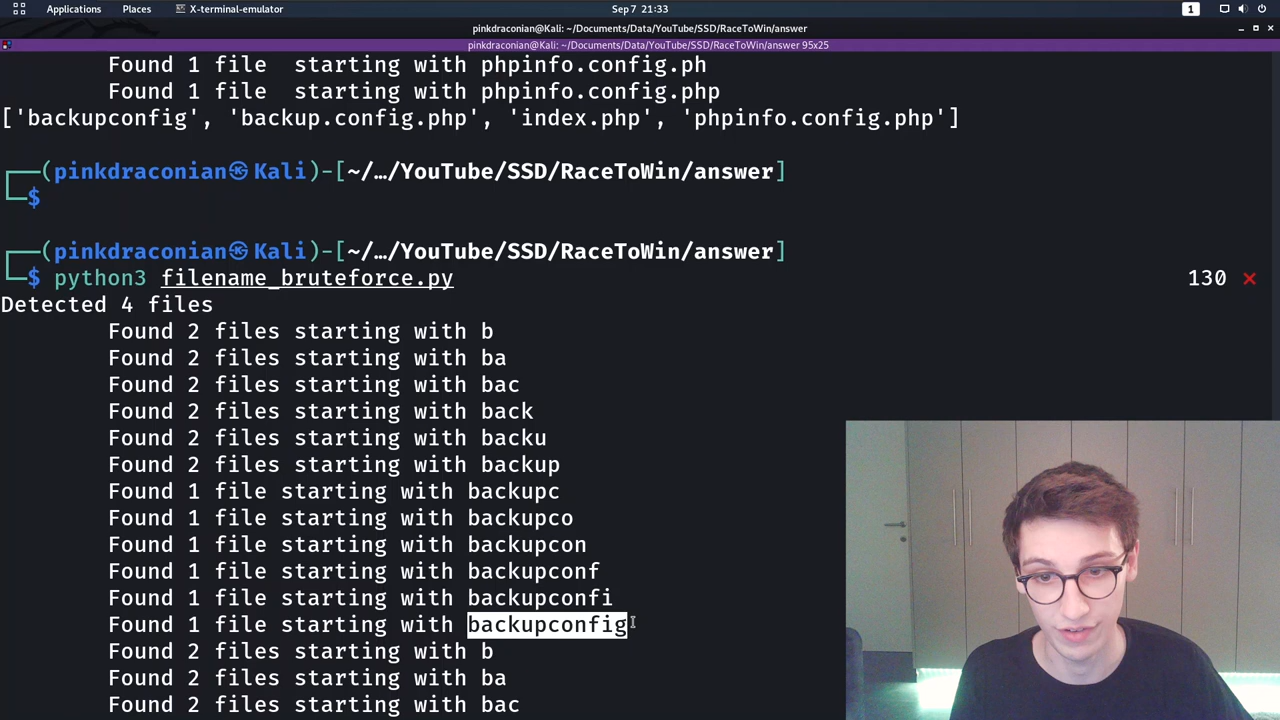 Applications Places X-terminal-emulator Sep 7 21:33 1
pinkdraconian@Kali: ~/Documents/Data/YouTube/SSD/RaceToWin/answer
pinkdraconian@Kali: ~/Documents/Data/YouTube/SSD/RaceToWin/answer 95x25
Found 1 file  starting with phpinfo.config.ph
Found 1 file  starting with phpinfo.config.php
['backupconfig', 'backup.config.php', 'index.php', 'phpinfo.config.php']
┌──(pinkdraconian㉿Kali)-[~/…/YouTube/SSD/RaceToWin/answer]
└─$
┌──(pinkdraconian㉿Kali)-[~/…/YouTube/SSD/RaceToWin/answer]
└─$ python3 filename_bruteforce.py 130 ⨯
Detected 4 files
Found 2 files starting with b
Found 2 files starting with ba
Found 2 files starting with bac
Found 2 files starting with back
Found 2 files starting with backu
Found 2 files starting with backup
Found 1 file starting with backupc
Found 1 file starting with backupco
Found 1 file starting with backupcon
Found 1 file starting with backupconf
Found 1 file starting with backupconfi
Found 1 file starting with backupconfig
Found 2 files starting with b
Found 2 files starting with ba
Found 2 files starting with bac